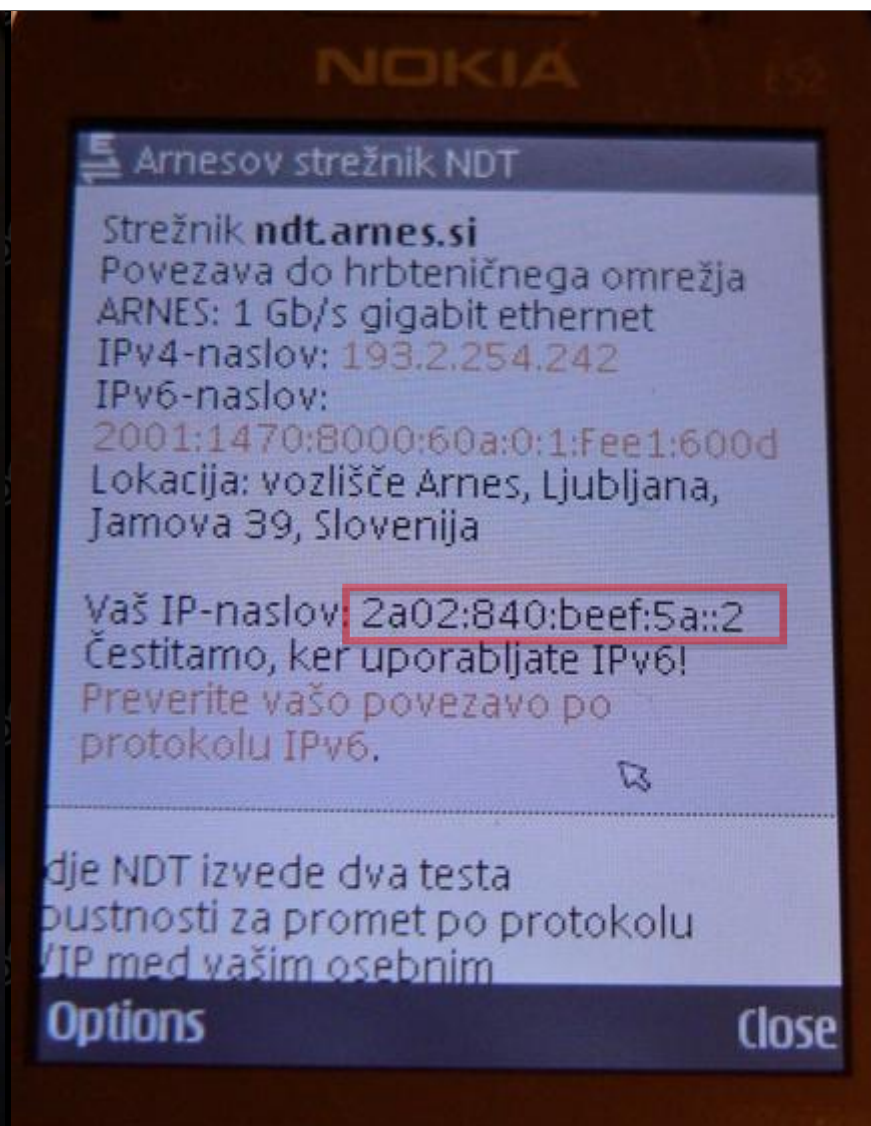 NOKIA
E52
Arnesov strežnik NDT
Strežnik ndt.arnes.si
Povezava do hrbteničnega omrežja
ARNES: 1 Gb/s gigabit ethernet
IPv4-naslov: 193.2.254.242
IPv6-naslov:
2001:1470:8000:60a:0:1:Fee1:600d
Lokacija: vozlišče Arnes, Ljubljana,
Jamova 39, Slovenija
Vaš IP-naslov: 2a02:840:beef:5a::2
Čestitamo, ker uporabljate IPv6!
Preverite vašo povezavo po
protokolu IPv6.
dje NDT izvede dva testa
pustnosti za promet po protokolu
/IP med vašim osebnim
Options
Close